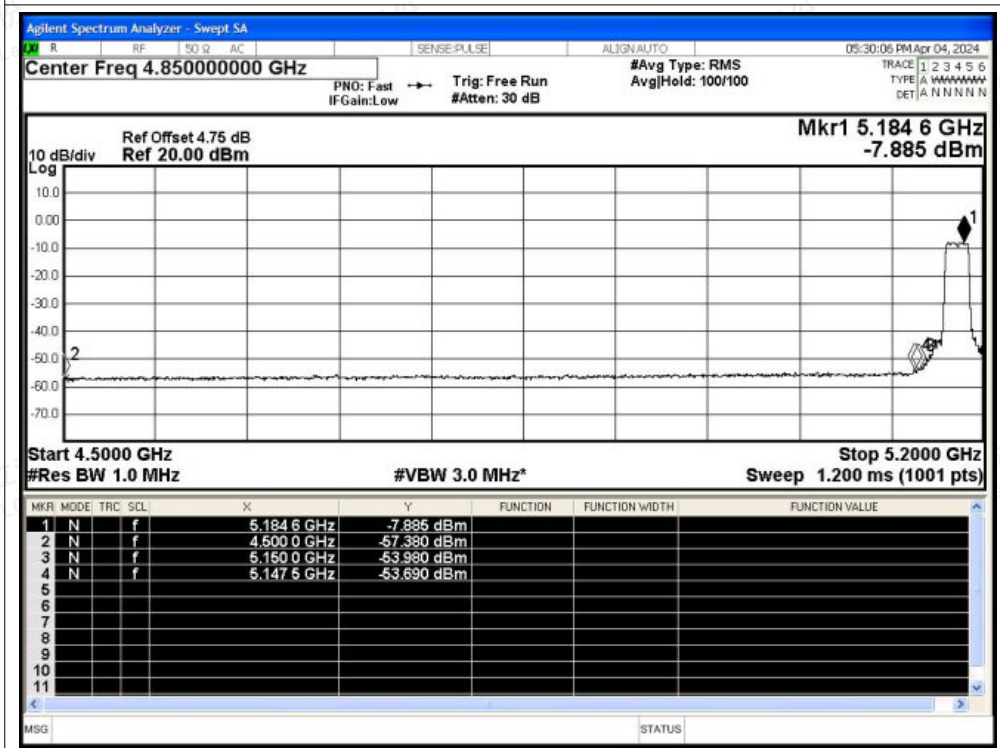 Agilent Spectrum Analyzer - Swept SA
LXI R RF 50 Ω AC SENSE:PULSE ALIGN AUTO 05:30:06 PM Apr 04, 2024
Center Freq 4.850000000 GHz #Avg Type: RMS TRACE 1 2 3 4 5 6
PNO: Fast Trig: Free Run Avg|Hold: 100/100 TYPE A WWWWW
IFGain:Low #Atten: 30 dB DET A N N N N N
Ref Offset 4.75 dB Mkr1 5.184 6 GHz
10 dB/div Ref 20.00 dBm -7.885 dBm
Log
10.0
1
0.00
-10.0
-20.0
-30.0
-40.0
-50.0 2
-60.0
-70.0
Start 4.5000 GHz Stop 5.2000 GHz
#Res BW 1.0 MHz #VBW 3.0 MHz* Sweep 1.200 ms (1001 pts)
MKR MODE TRC SCL X Y FUNCTION FUNCTION WIDTH FUNCTION VALUE
1 N f 5.184 6 GHz -7.885 dBm
2 N f 4.500 0 GHz -57.380 dBm
3 N f 5.150 0 GHz -53.980 dBm
4 N f 5.147 5 GHz -53.690 dBm
5
6
7
8
9
10
11
MSG STATUS